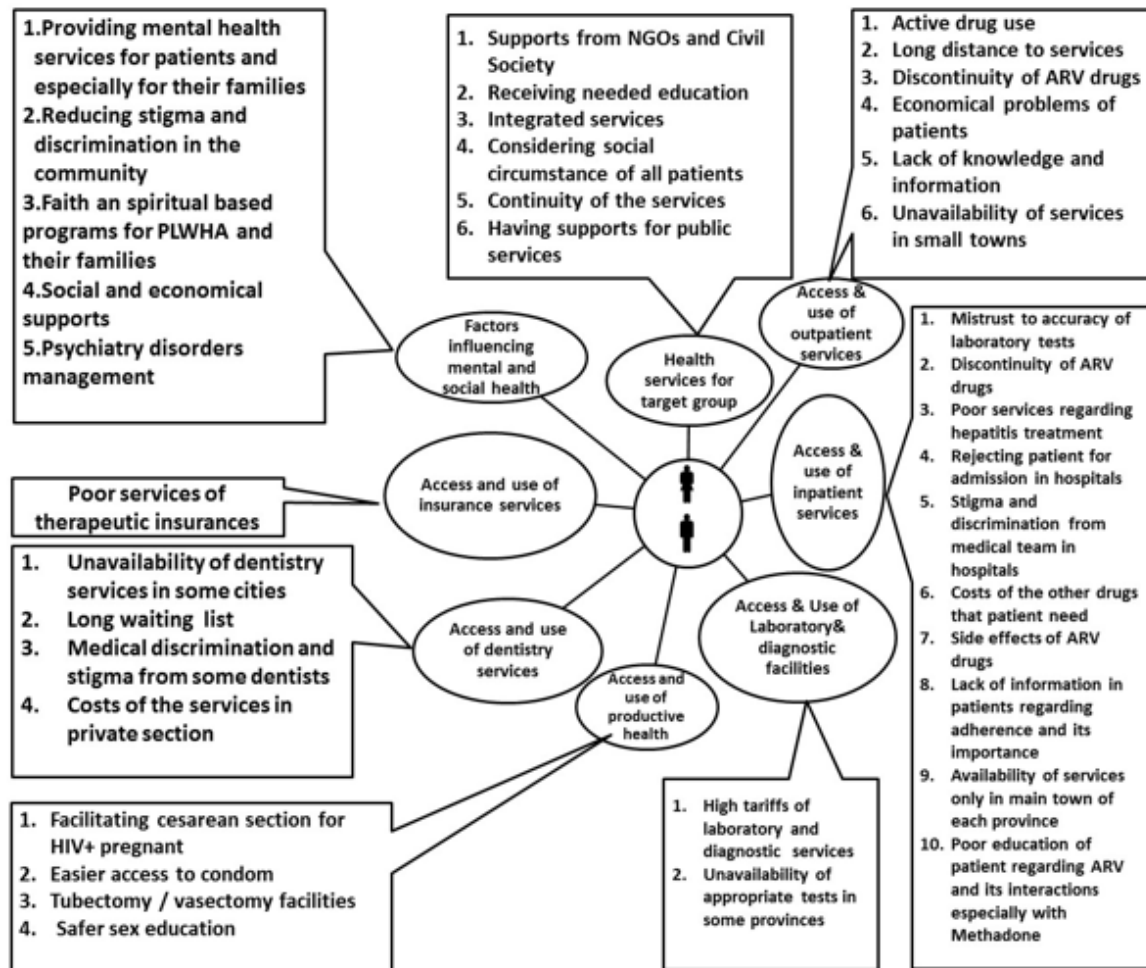 1.Providing mental health
services for patients and
especially for their families
2.Reducing stigma and
discrimination in the
community
3.Faith an spiritual based
programs for PLWHA and
their families
4.Social and economical
supports
5.Psychiatry disorders
management
1. Supports from NGOs and Civil
Society
2. Receiving needed education
3. Integrated services
4. Considering social
circumstance of all patients
5. Continuity of the services
6. Having supports for public
services
1. Active drug use
2. Long distance to services
3. Discontinuity of ARV drugs
4. Economical problems of
patients
5. Lack of knowledge and
information
6. Unavailability of services
in small towns
Factors
influencing
mental and
social health
Health
services for
target group
Access &
use of
outpatient
services
1. Mistrust to accuracy of
laboratory tests
2. Discontinuity of ARV
drugs
3. Poor services regarding
hepatitis treatment
4. Rejecting patient for
admission in hospitals
5. Stigma and
discrimination from
medical team in
hospitals
6. Costs of the other drugs
that patient need
7. Side effects of ARV
drugs
8. Lack of information in
patients regarding
adherence and its
importance
9. Availability of services
only in main town of
each province
10. Poor education of
patient regarding ARV
and its interactions
especially with
Methadone
Access &
use of
inpatient
services
Access and use of
insurance services
Poor services of
therapeutic insurances
1. Unavailability of dentistry
services in some cities
2. Long waiting list
3. Medical discrimination and
stigma from some dentists
4. Costs of the services in
private section
Access and use
of dentistry
services
Access & Use of
Laboratory&
diagnostic
facilities
Access and
use of
productive
health
1. Facilitating cesarean section for
HIV+ pregnant
2. Easier access to condom
3. Tubectomy / vasectomy facilities
4. Safer sex education
1. High tariffs of
laboratory and
diagnostic services
2. Unavailability of
appropriate tests in
some provinces